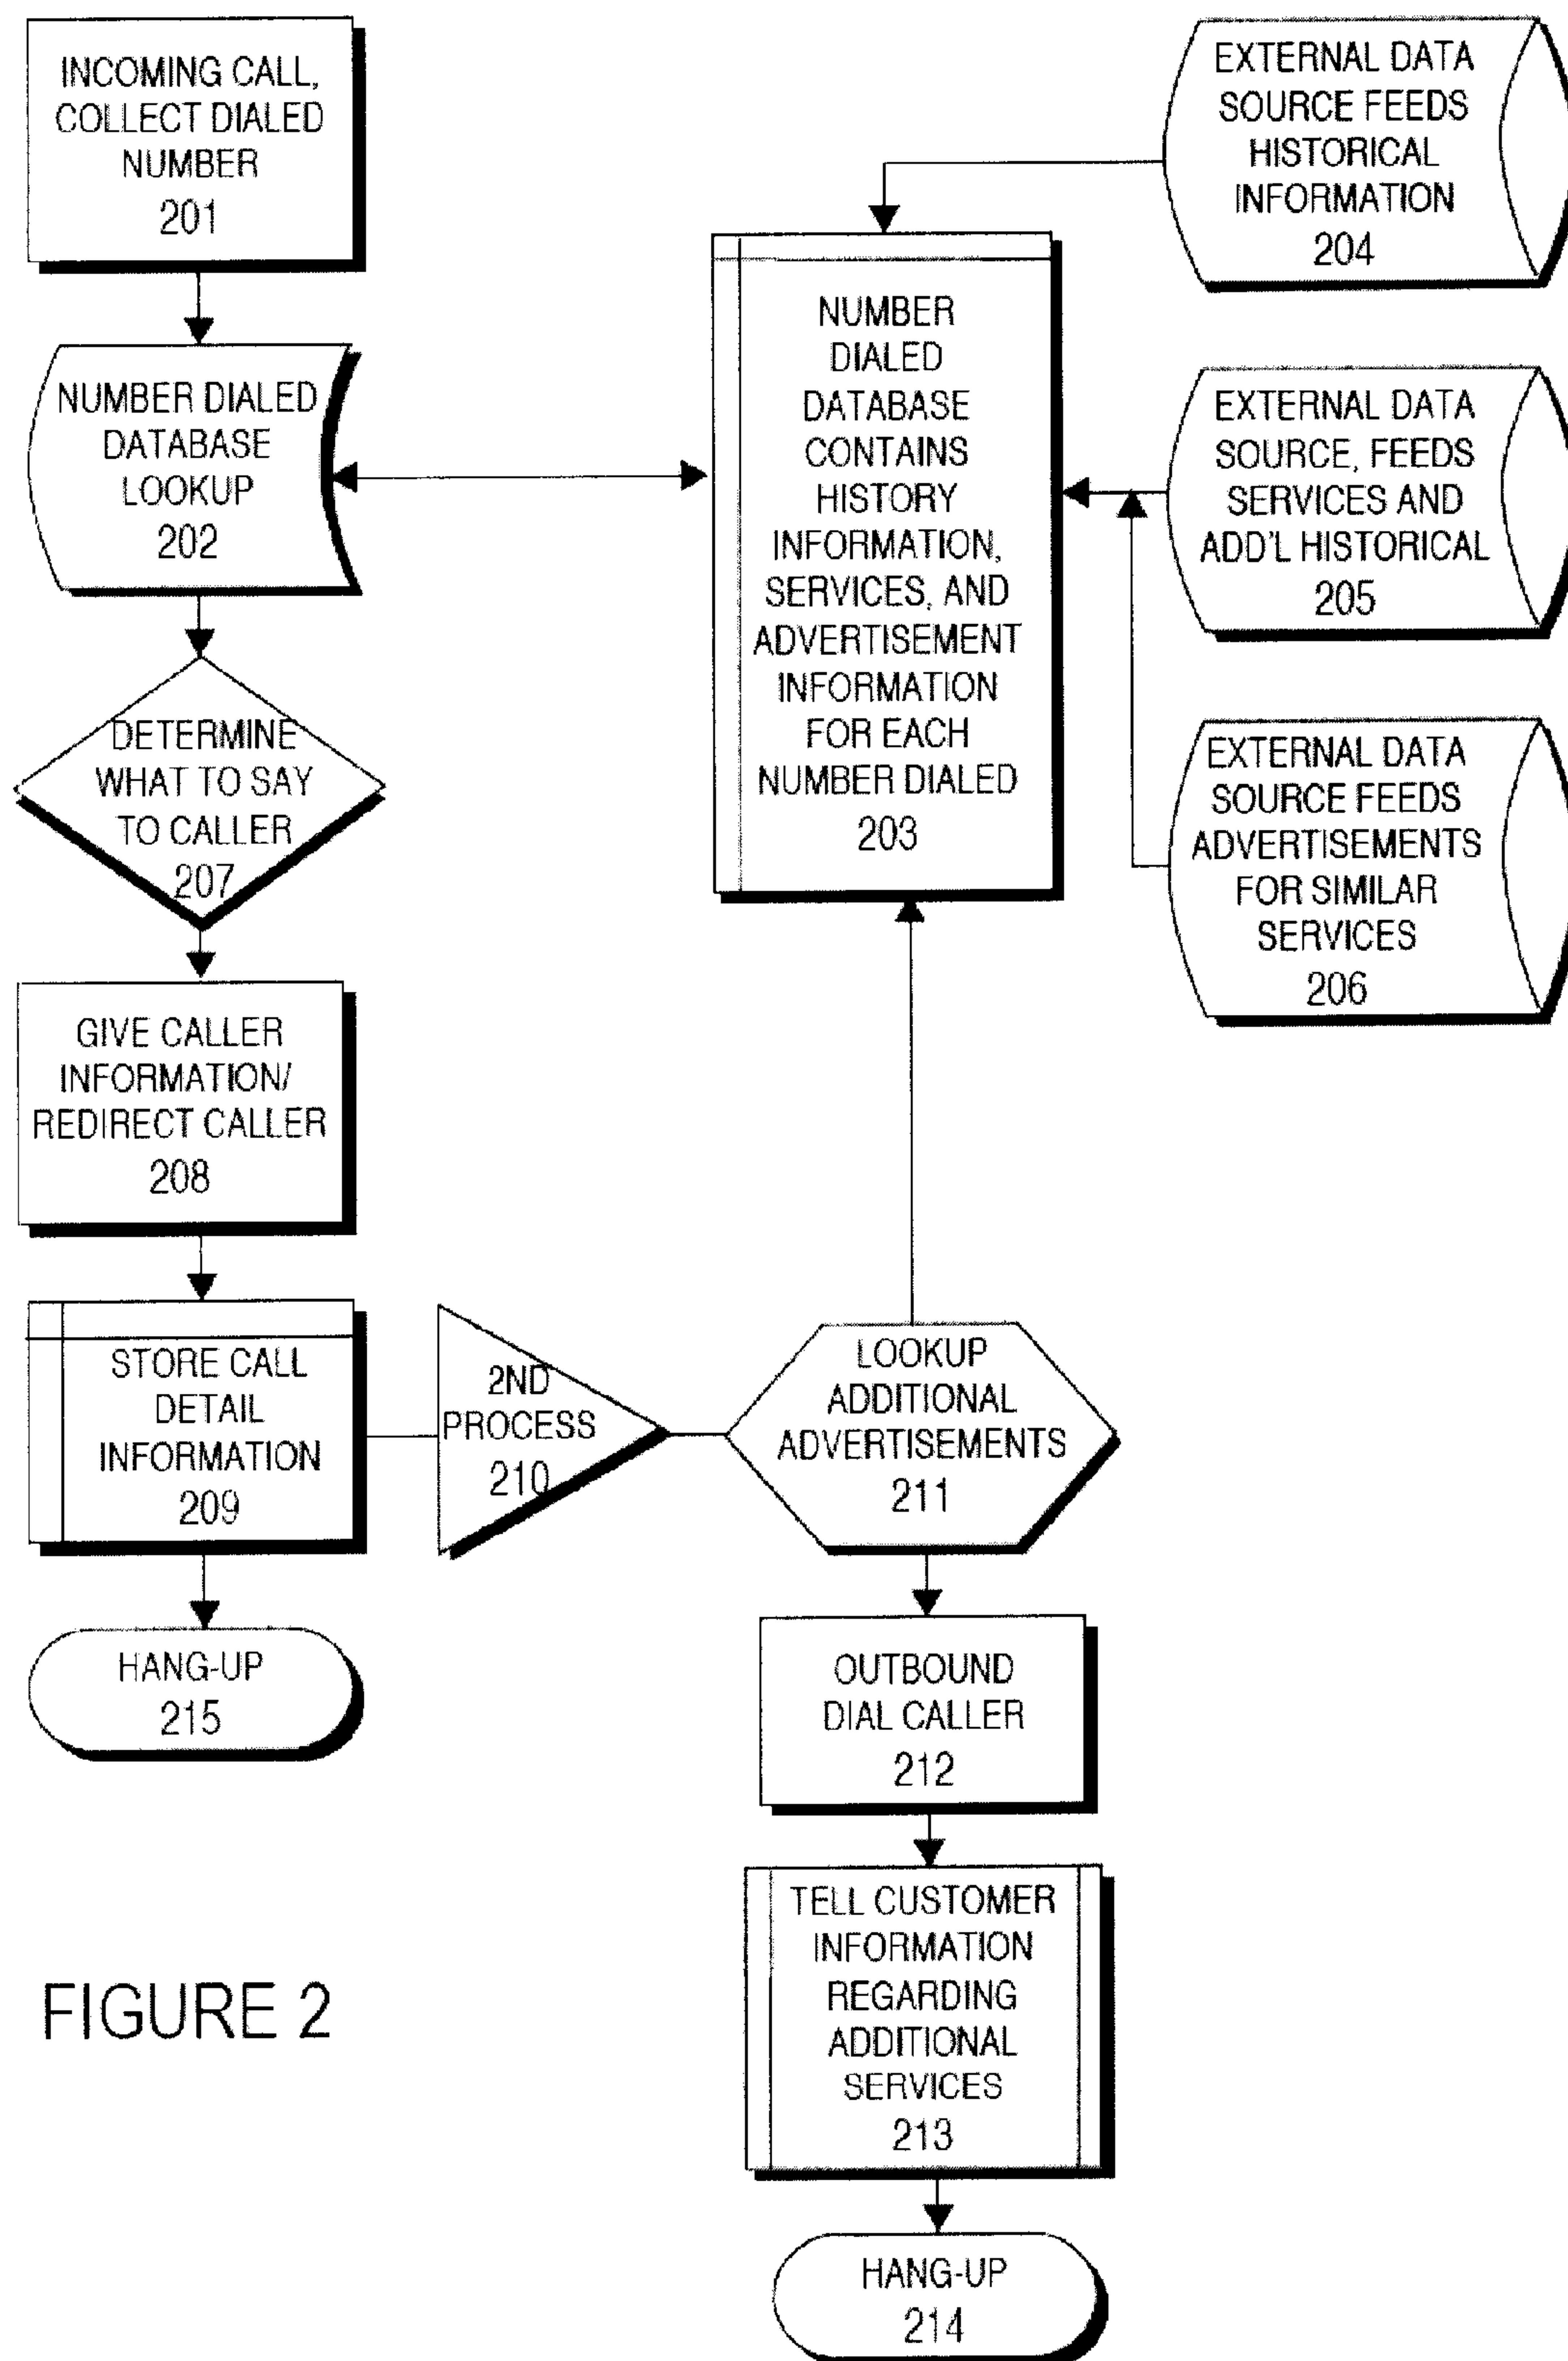 INCOMING CALL,
COLLECT DIALED
NUMBER
201
NUMBER DIALED
DATABASE
LOOKUP
202
NUMBER
DIALED
DATABASE
CONTAINS
HISTORY
INFORMATION,
SERVICES, AND
ADVERTISEMENT
INFORMATION
FOR EACH
NUMBER DIALED
203
EXTERNAL DATA
SOURCE FEEDS
HISTORICAL
INFORMATION
204
EXTERNAL DATA
SOURCE, FEEDS
SERVICES AND
ADD'L HISTORICAL
205
EXTERNAL DATA
SOURCE FEEDS
ADVERTISEMENTS
FOR SIMILAR
SERVICES
206
DETERMINE
WHAT TO SAY
TO CALLER
207
GIVE CALLER
INFORMATION/
REDIRECT CALLER
208
STORE CALL
DETAIL
INFORMATION
209
2ND
PROCESS
210
LOOKUP
ADDITIONAL
ADVERTISEMENTS
211
HANG-UP
215
OUTBOUND
DIAL CALLER
212
TELL CUSTOMER
INFORMATION
REGARDING
ADDITIONAL
SERVICES
213
HANG-UP
214
FIGURE 2